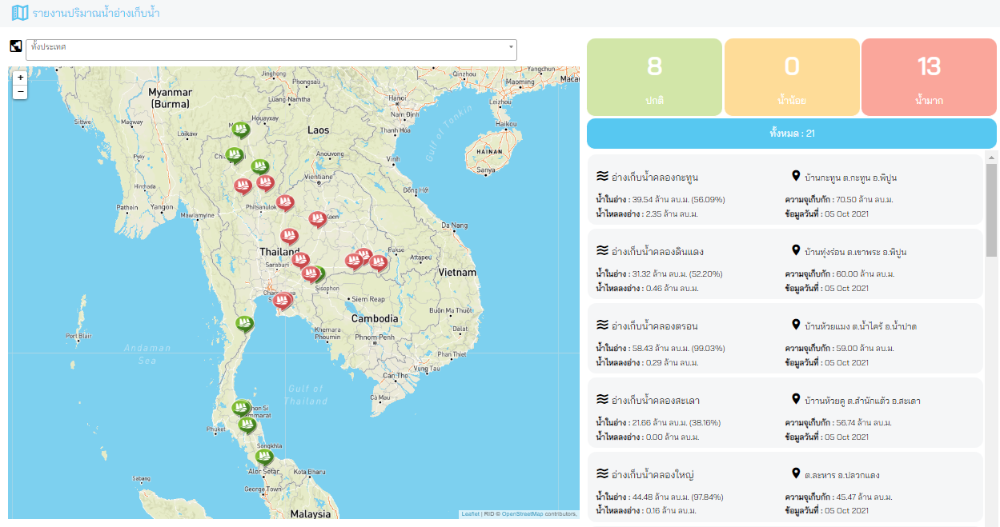 รายงานปริมาณน้ำอ่างเก็บน้ำ
ทั้งประเทศ
+
−
Myanmar
(Burma)
Jinghong
Phongsaly
Qinzhou
Yangchun
Maoming
Macau
Hanoi
Leizhou
Nam Định
Luang-Namtha
Houayxay
Thanh Hóa
Gulf of Tonkin
Haikou
HAINAN
Sanya
Sittwe
Magway
Loikaw
Laos
Anouvong
Vinh
Pyay
Vientiane
Đồng Hới
Hinthada
Pathein
Yangon
Mawlamyine
Phitsanulok
Kaen
Da Nang
Thailand
Saraburi
Pakse
Attapeu
Vietnam
Sisophon
Siem Reap
Cambodia
Buôn Ma Thuột
Khemara
Phoumin
Phnom Penh
Dalat
Phan Thiet
Vũng Tàu
Cần Thơ
Cà Mau
Port Blair
Andaman
Sea
Gulf of
Thailand
hon Si
mmarat
Phuket
Songkhla
Alor Setar
Kota Bharu
George Town
Sabang
Malaysia
Leaflet | RID © OpenStreetMap contributors,
8
ปกติ
0
น้ำน้อย
13
น้ำมาก
ทั้งหมด : 21
อ่างเก็บน้ำคลองกะทูน
บ้านกะทูน ต.กะทูน อ.พิปูน
น้ำในอ่าง : 39.54 ล้าน ลบ.ม. (56.09%)
ความจุเก็บกัก : 70.50 ล้าน ลบ.ม.
น้ำไหลลงอ่าง : 2.35 ล้าน ลบ.ม.
ข้อมูลวันที่ : 05 Oct 2021
อ่างเก็บน้ำคลองดินแดง
บ้านทุ่งร่อน ต.เขาพระ อ.พิปูน
น้ำในอ่าง : 31.32 ล้าน ลบ.ม. (52.20%)
ความจุเก็บกัก : 60.00 ล้าน ลบ.ม.
น้ำไหลลงอ่าง : 0.46 ล้าน ลบ.ม.
ข้อมูลวันที่ : 05 Oct 2021
อ่างเก็บน้ำคลองตรอน
บ้านห้วยแมง ต.น้ำไคร้ อ.น้ำปาด
น้ำในอ่าง : 58.43 ล้าน ลบ.ม. (99.03%)
ความจุเก็บกัก : 59.00 ล้าน ลบ.ม.
น้ำไหลลงอ่าง : 0.29 ล้าน ลบ.ม.
ข้อมูลวันที่ : 05 Oct 2021
อ่างเก็บน้ำคลองสะเดา
บ้าานห้วยคู ต.สำนักแต้ว อ.สะเดา
น้ำในอ่าง : 21.66 ล้าน ลบ.ม. (38.16%)
ความจุเก็บกัก : 56.74 ล้าน ลบ.ม.
น้ำไหลลงอ่าง : 0.00 ล้าน ลบ.ม.
ข้อมูลวันที่ : 05 Oct 2021
อ่างเก็บน้ำคลองใหญ่
ต.ละหาร อ.ปลวกแดง
น้ำในอ่าง : 44.48 ล้าน ลบ.ม. (97.84%)
ความจุเก็บกัก : 45.47 ล้าน ลบ.ม.
น้ำไหลลงอ่าง : 0.16 ล้าน ลบ.ม.
ข้อมูลวันที่ : 05 Oct 2021